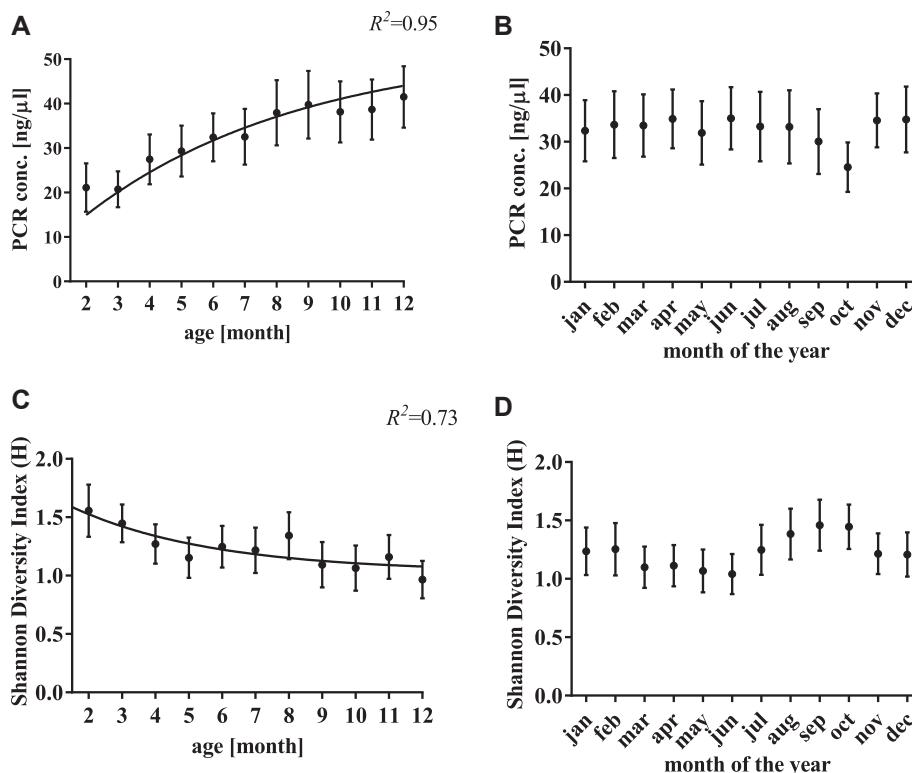 A
R²=0.95
PCR conc. [ng/µl]
50
40
30
20
10
0
2 3 4 5 6 7 8 9 10 11 12
age [month]
B
PCR conc. [ng/µl]
50
40
30
20
10
0
jan feb mar apr may jun jul aug sep oct nov dec
month of the year
C
R²=0.73
Shannon Diversity Index (H)
2.0
1.5
1.0
0.5
0.0
2 3 4 5 6 7 8 9 10 11 12
age [month]
D
Shannon Diversity Index (H)
2.0
1.5
1.0
0.5
0.0
jan feb mar apr may jun jul aug sep oct nov dec
month of the year